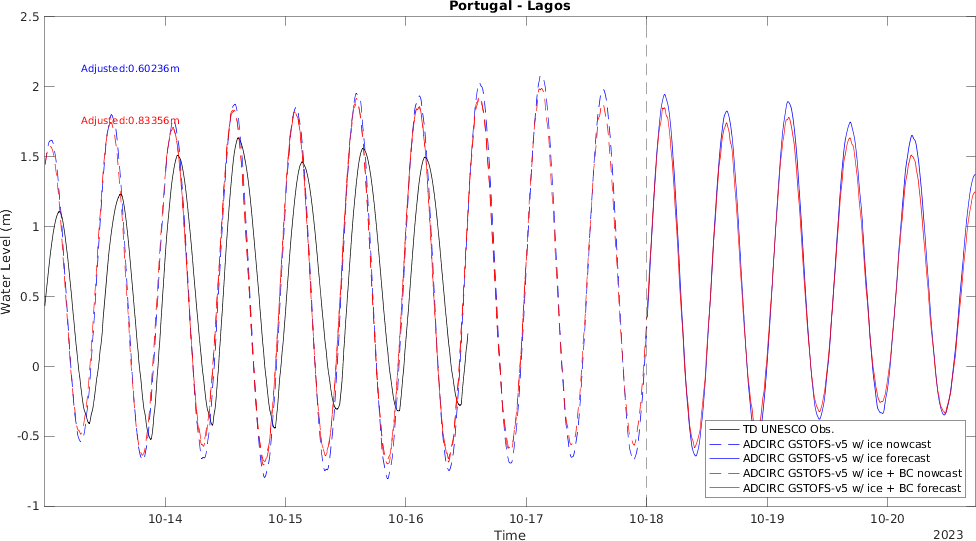 Portugal - Lagos
2.5
2
1.5
1
0.5
0
-0.5
-1
Water Level (m)
Adjusted:0.60236m
Adjusted:0.83356m
TD UNESCO Obs.
ADCIRC GSTOFS-v5 w/ ice nowcast
ADCIRC GSTOFS-v5 w/ ice forecast
ADCIRC GSTOFS-v5 w/ ice + BC nowcast
ADCIRC GSTOFS-v5 w/ ice + BC forecast
10-14 10-15 10-16 10-17 10-18 10-19 10-20
Time
2023